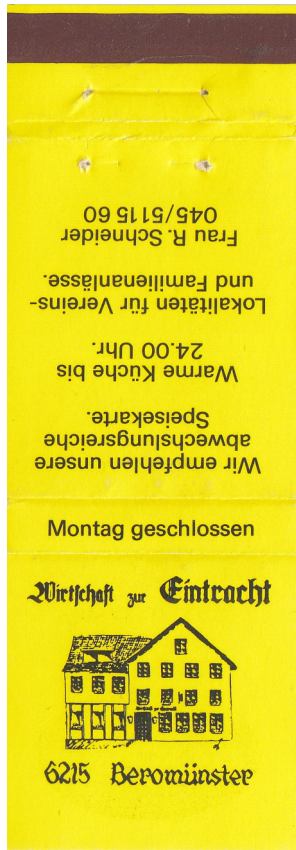 Wir empfehlen unsere
abwechslungsreiche
Speisekarte.
Warme Küche bis
24.00 Uhr.
Lokalitäten für Vereins-
und Familienanlässe.
Frau R. Schneider
045/51 15 60
Montag geschlossen
Wirtschaft zur Eintracht
6215 Beromünster